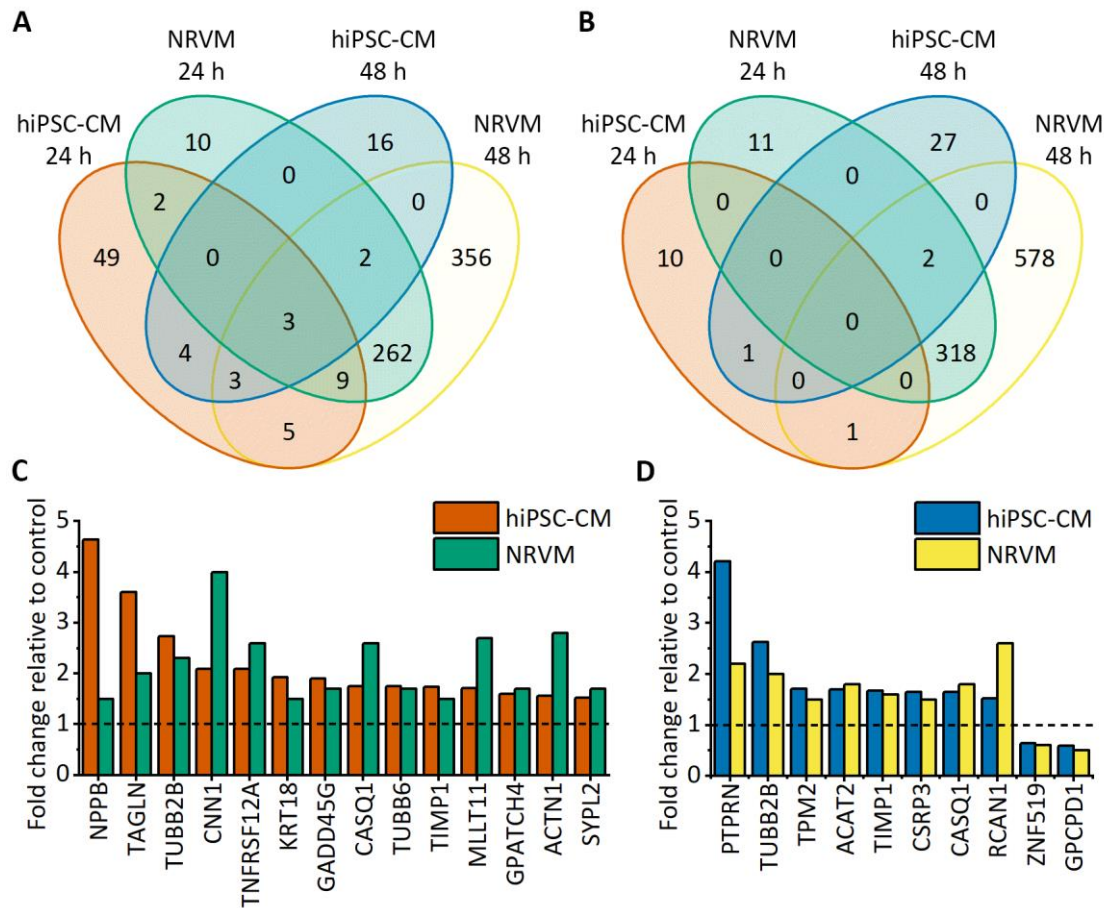 A
NRVM
24 h
hiPSC-CM
48 h
hiPSC-CM
24 h
NRVM
48 h
10
16
0
2
0
49
0
2
356
3
4
262
3
9
5
B
NRVM
24 h
hiPSC-CM
48 h
hiPSC-CM
24 h
NRVM
48 h
11
27
0
0
0
10
0
2
578
0
1
318
0
0
1
C
Fold change relative to control
5
4
3
2
1
0
hiPSC-CM
NRVM
NPPB
TAGLN
TUBB2B
CNN1
TNFRSF12A
KRT18
GADD45G
CASQ1
TUBB6
TIMP1
MLLT11
GPATCH4
ACTN1
SYPL2
D
Fold change relative to control
5
4
3
2
1
0
hiPSC-CM
NRVM
PTPRN
TUBB2B
TPM2
ACAT2
TIMP1
CSRP3
CASQ1
RCAN1
ZNF519
GPCPD1